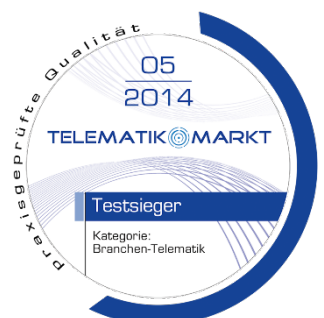 praxisgeprüfte Qualität
05
2014
TELEMATIK MARKT
Testsieger
Kategorie:
Branchen-Telematik